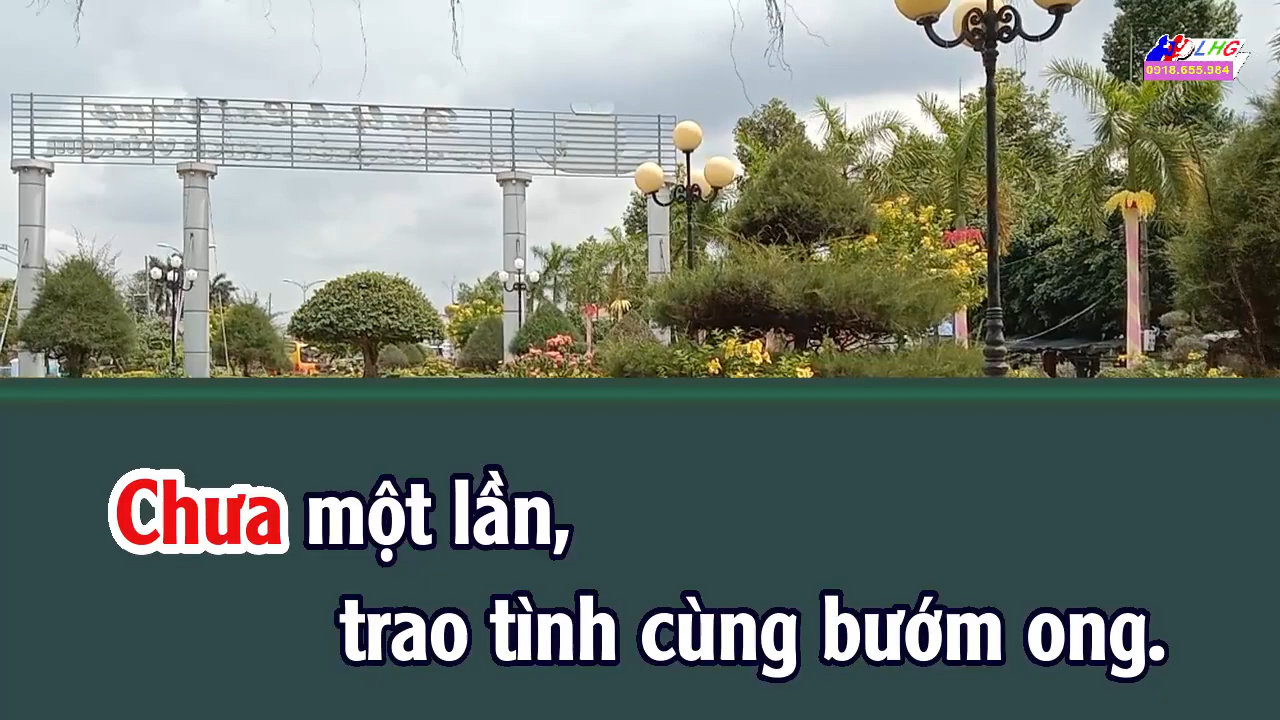 LHG
0918.655.984
Chưa một lần,
trao tình cùng bướm ong.